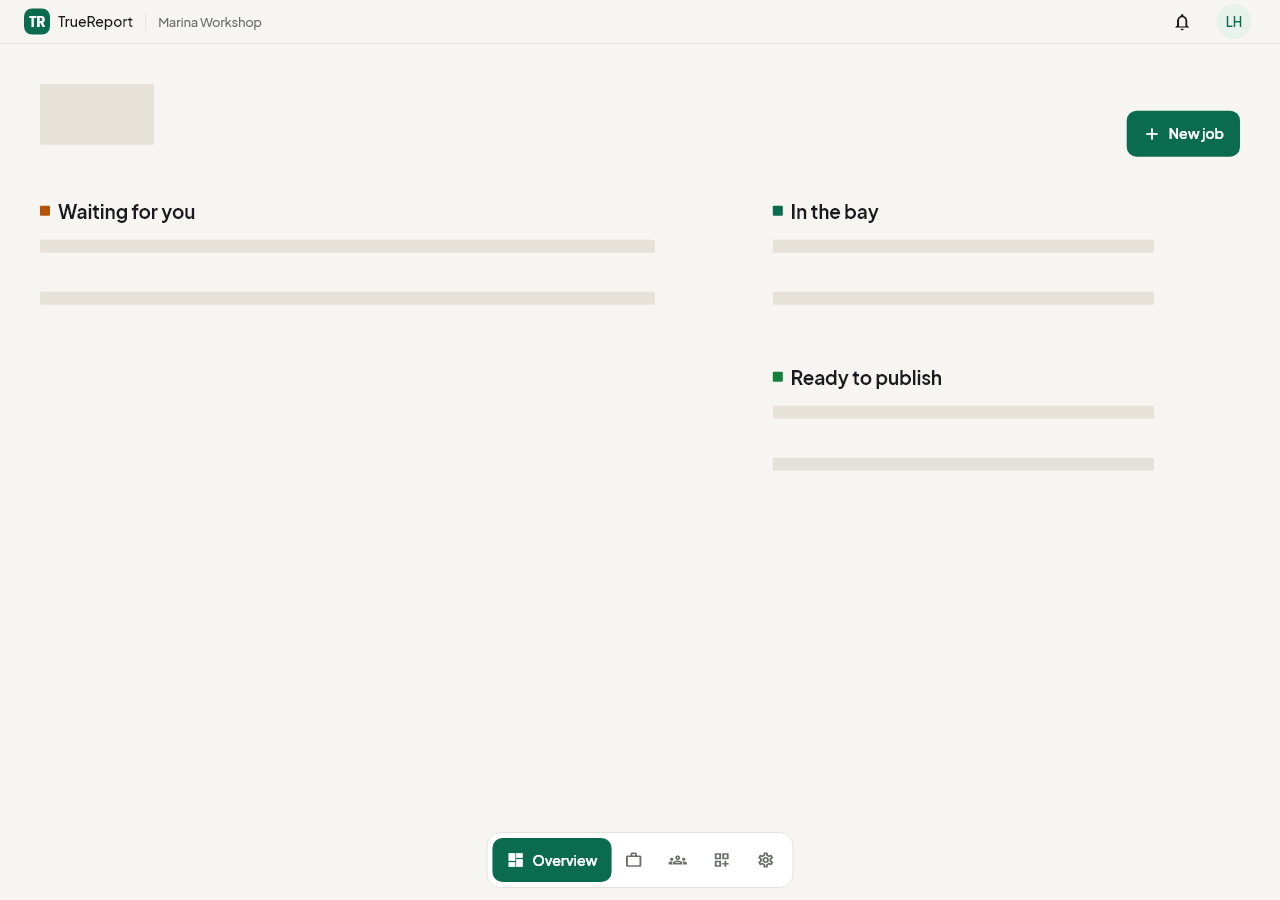 TR TrueReport Marina Workshop LH
New job
Waiting for you
In the bay
Ready to publish
Overview